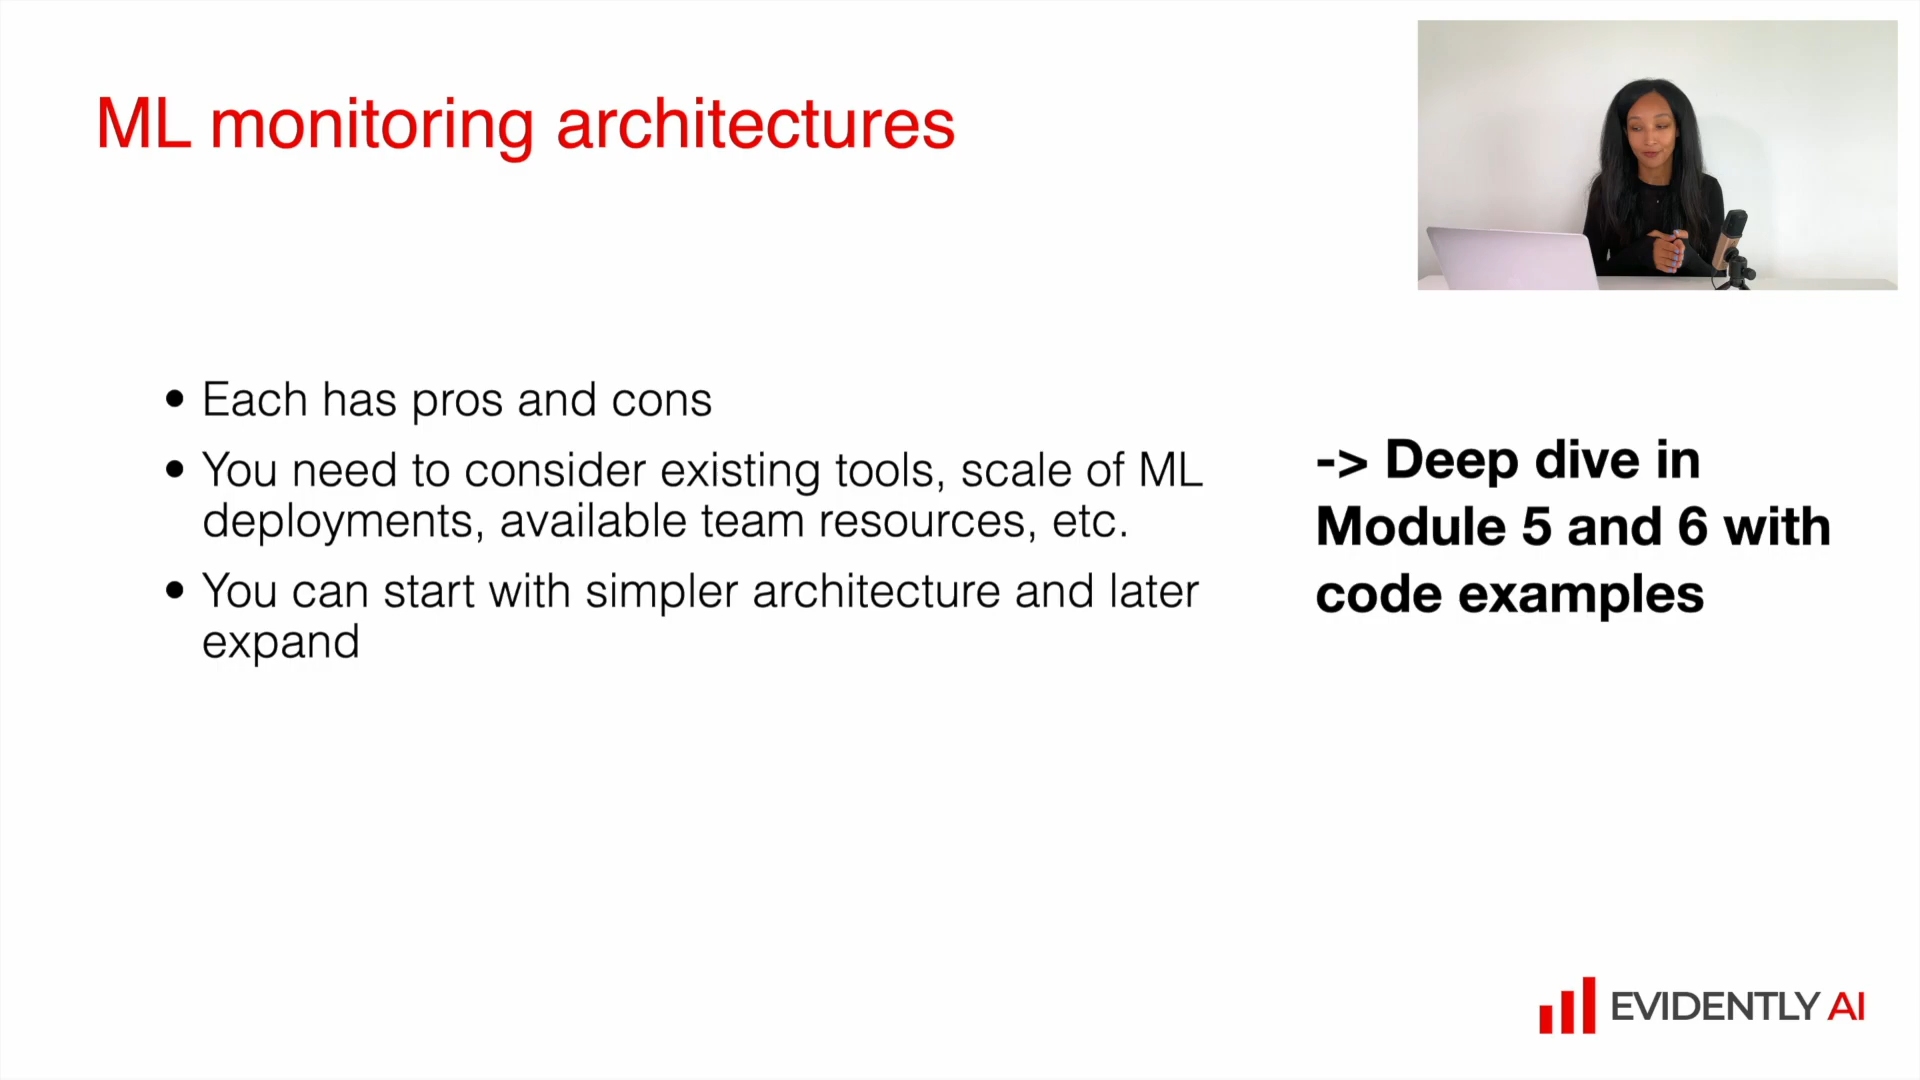 ML monitoring architectures
• Each has pros and cons
• You need to consider existing tools, scale of ML
deployments, available team resources, etc.
• You can start with simpler architecture and later
expand
-> Deep dive in
Module 5 and 6 with
code examples
EVIDENTLY AI